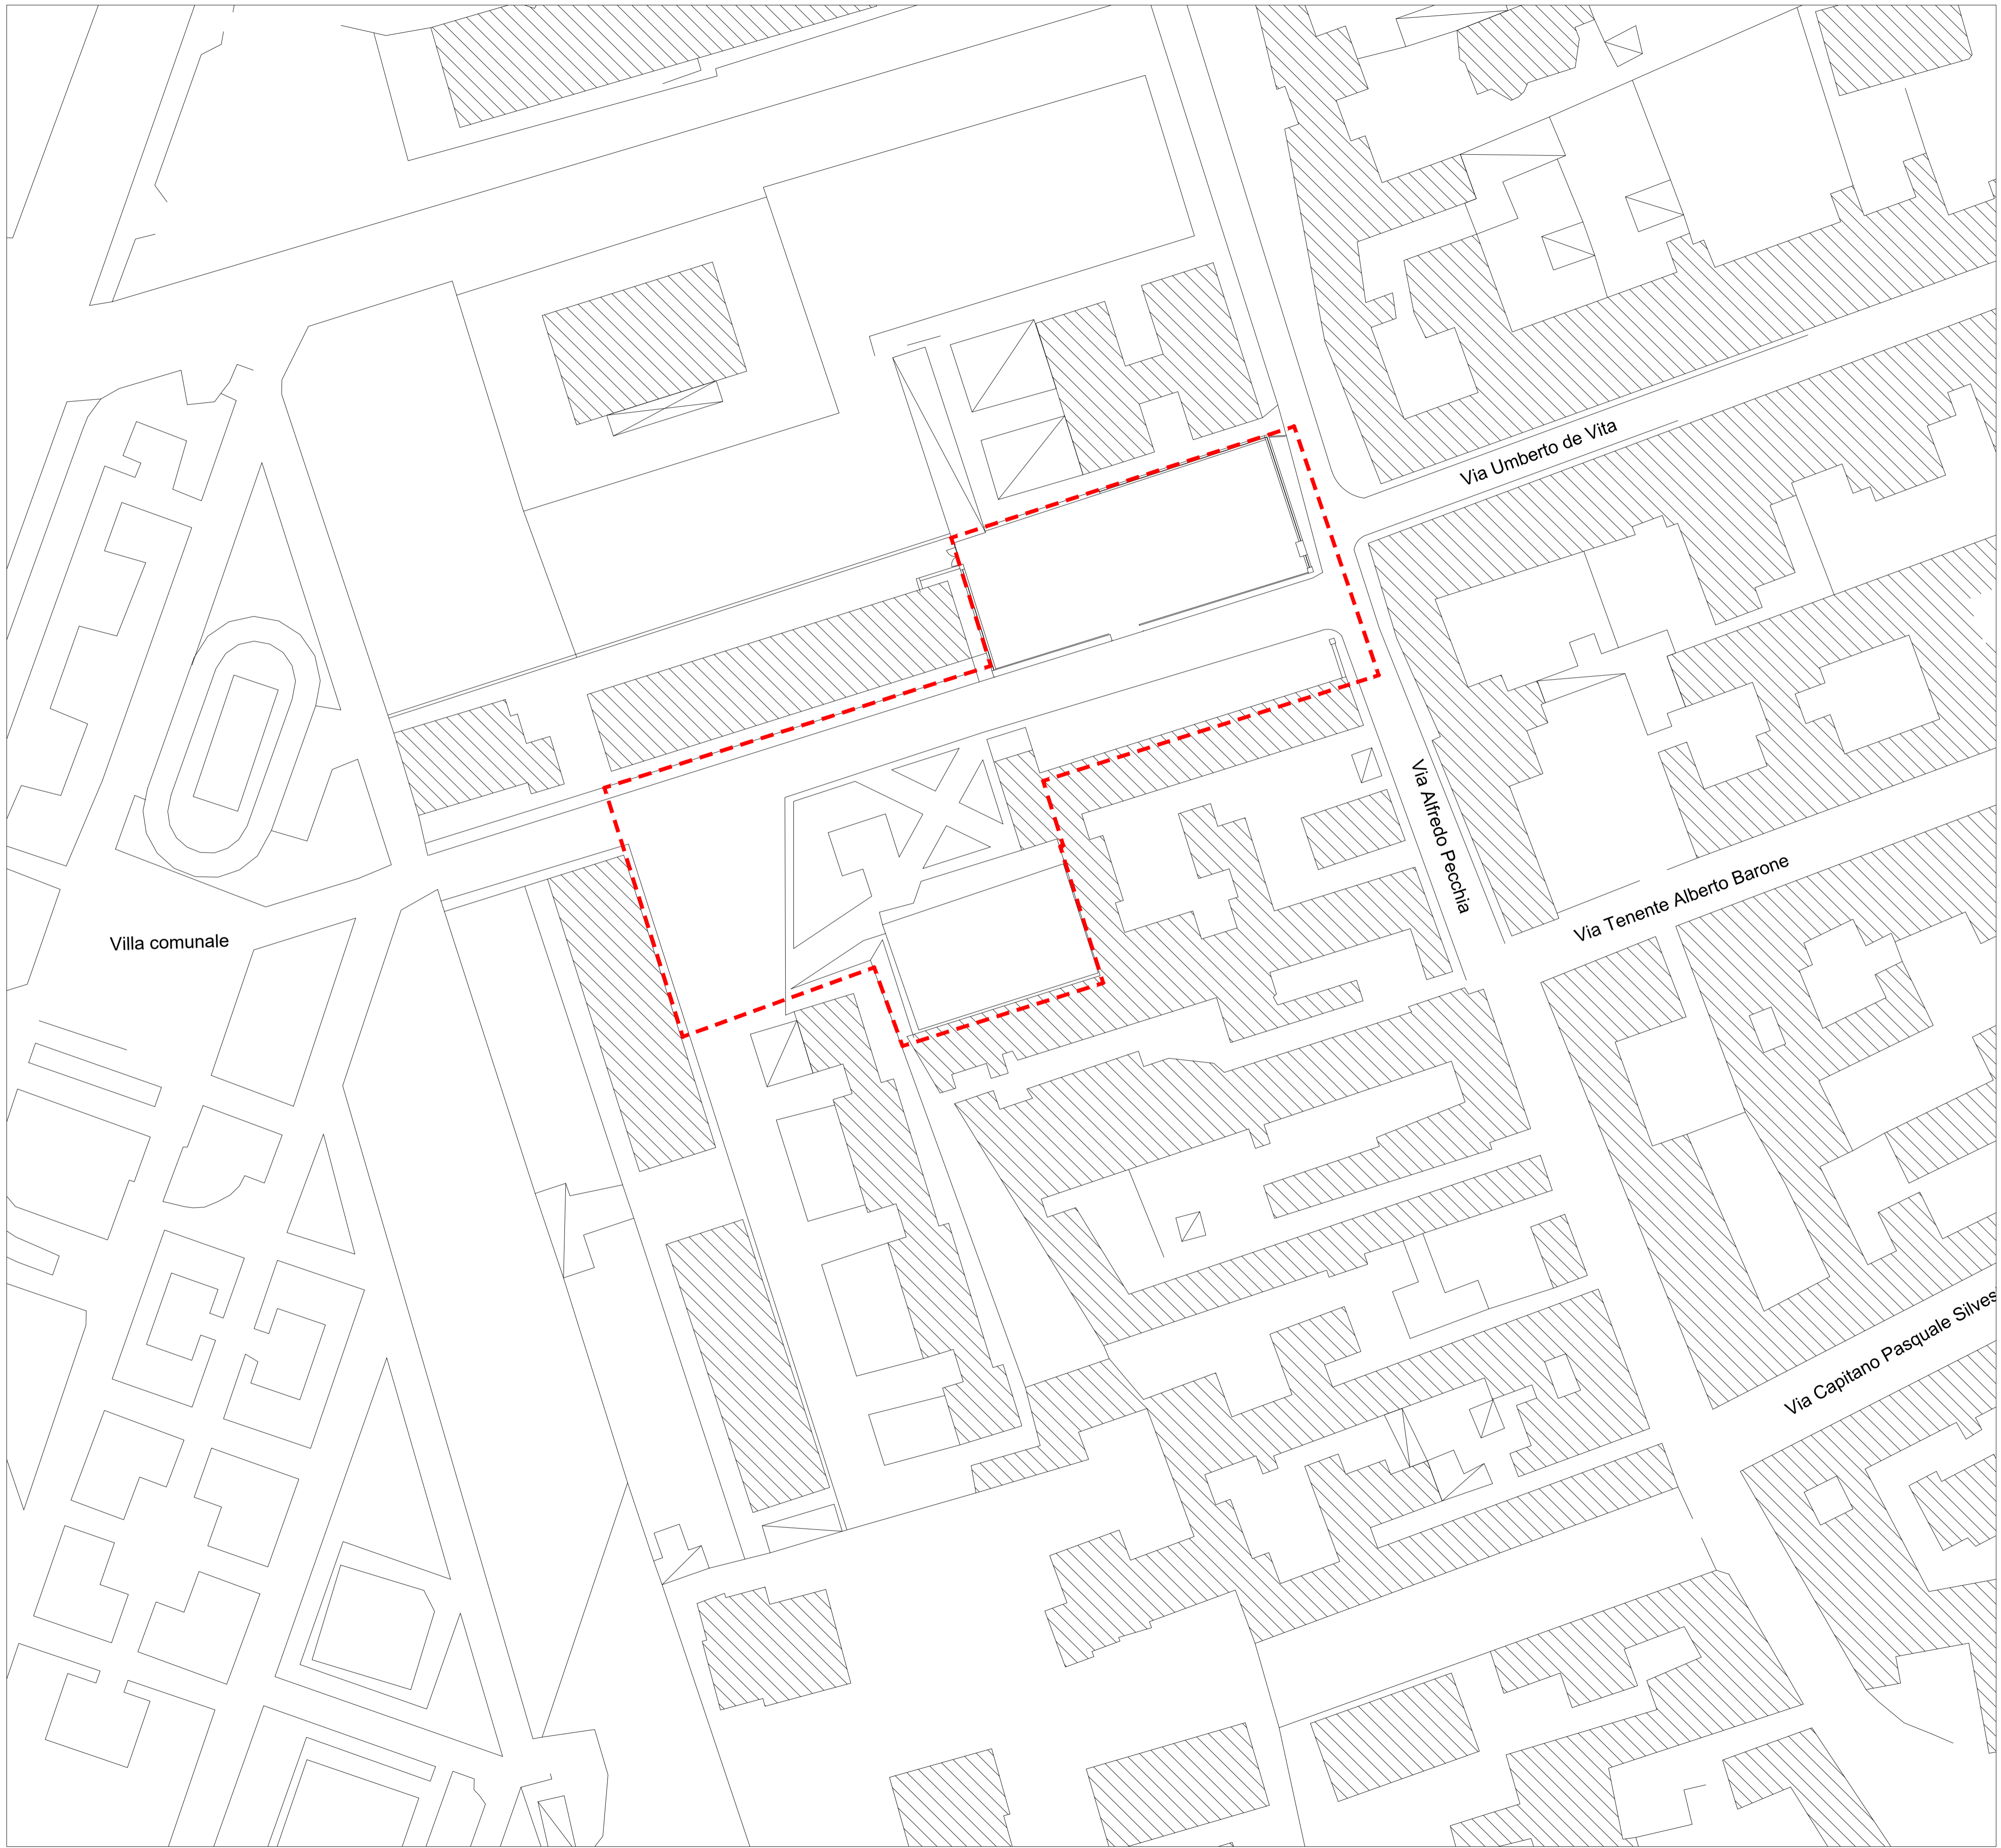 Via Umberto de Vita
Via Alfredo Pecchia
Via Tenente Alberto Barone
Villa comunale
Via Capitano Pasquale Silves